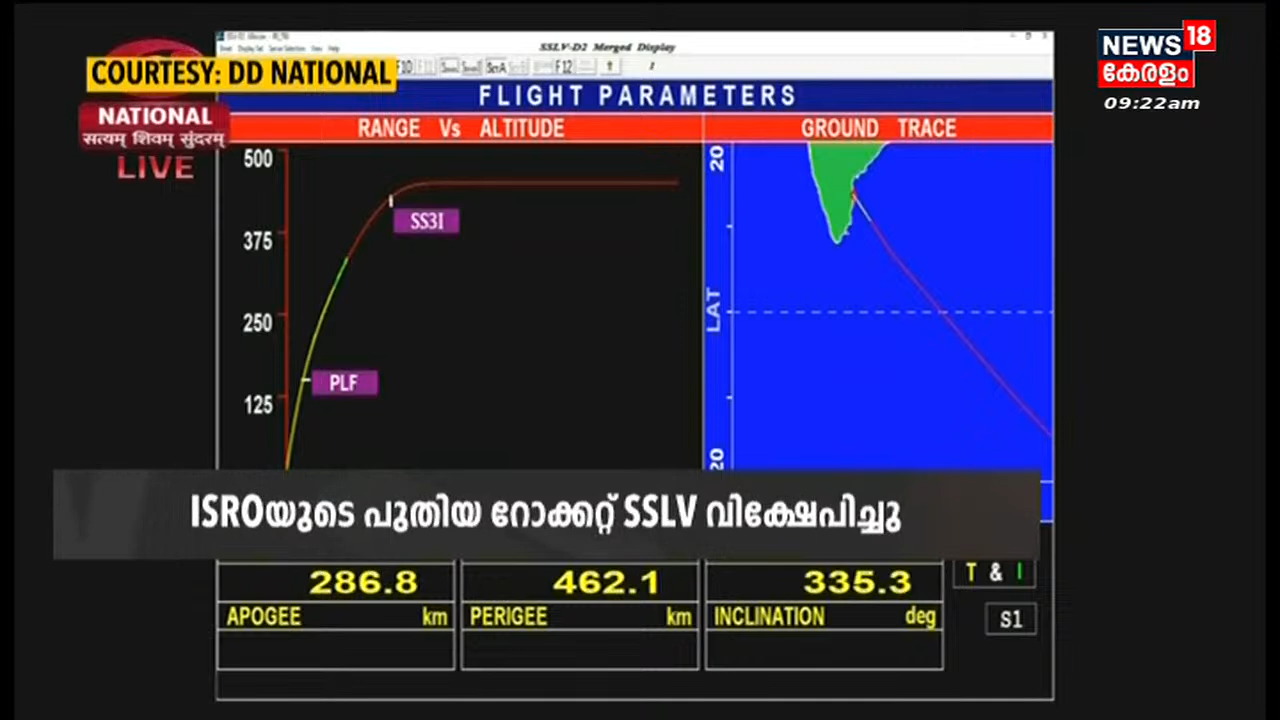 SSLV-D2 Merged Display
COURTESY: DD NATIONAL
F10
F12
NATIONAL
सत्यम् शिवम् सुंदरम्
LIVE
NEWS 18
കേരളം
09:22am
FLIGHT PARAMETERS
RANGE Vs ALTITUDE
GROUND TRACE
500
375
250
125
SS3I
PLF
20
LAT
20
ISROയുടെ പുതിയ റോക്കറ്റ് SSLV വിക്ഷേപിച്ചു
286.8
462.1
335.3
T & I
APOGEE km
PERIGEE km
INCLINATION deg
S1